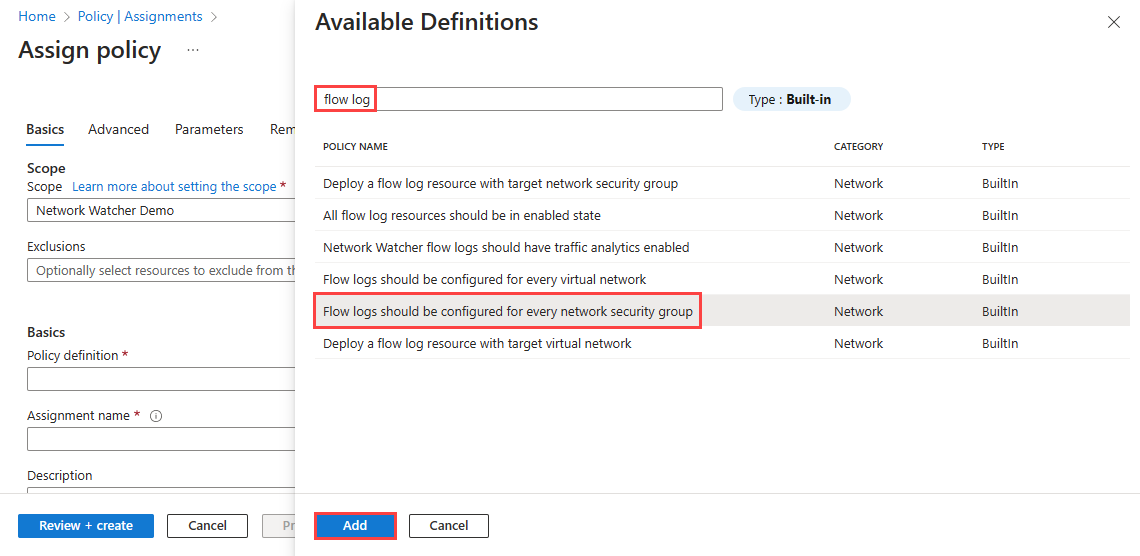 Home > Policy | Assignments >
Assign policy ...
Basics Advanced Parameters Rem
Scope
Scope Learn more about setting the scope *
Network Watcher Demo
Exclusions
Optionally select resources to exclude from th
Basics
Policy definition *
Assignment name *
Description
Review + create Cancel Pr
Available Definitions
flow log Type : Built-in
POLICY NAME CATEGORY TYPE
Deploy a flow log resource with target network security group Network BuiltIn
All flow log resources should be in enabled state Network BuiltIn
Network Watcher flow logs should have traffic analytics enabled Network BuiltIn
Flow logs should be configured for every virtual network Network BuiltIn
Flow logs should be configured for every network security group Network BuiltIn
Deploy a flow log resource with target virtual network Network BuiltIn
Add Cancel